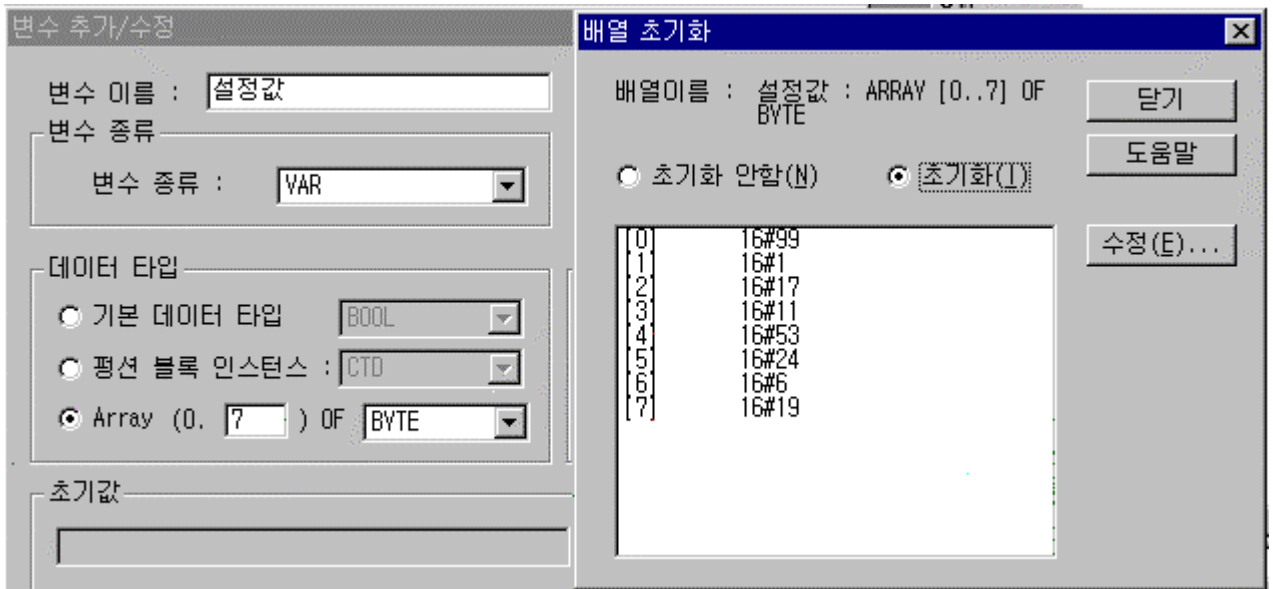 변수 추가/수정
변수 이름 : 설정값
변수 종류
변수 종류 : VAR
데이터 타입
기본 데이터 타입 BOOL
펑션 블록 인스턴스 : CTD
Array (0. 7 ) OF BYTE
초기값
배열 초기화
배열이름 : 설정값 : ARRAY [0..7] OF
BYTE
닫기
도움말
초기화 안함(N) 초기화(I)
수정(E)...
[0] 16#99
[1] 16#1
[2] 16#17
[3] 16#11
[4] 16#53
[5] 16#24
[6] 16#6
[7] 16#19